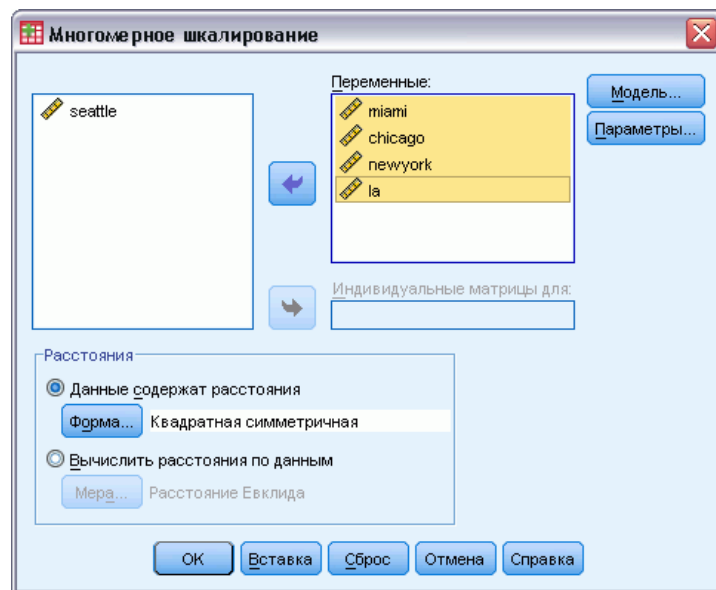 Многомерное шкалирование
seattle
Переменные:
miami
chicago
newyork
la
Модель...
Параметры...
Индивидуальные матрицы для:
Расстояния
Данные содержат расстояния
Форма... Квадратная симметричная
Вычислить расстояния по данным
Мера... Расстояние Евклида
OK Вставка Сброс Отмена Справка